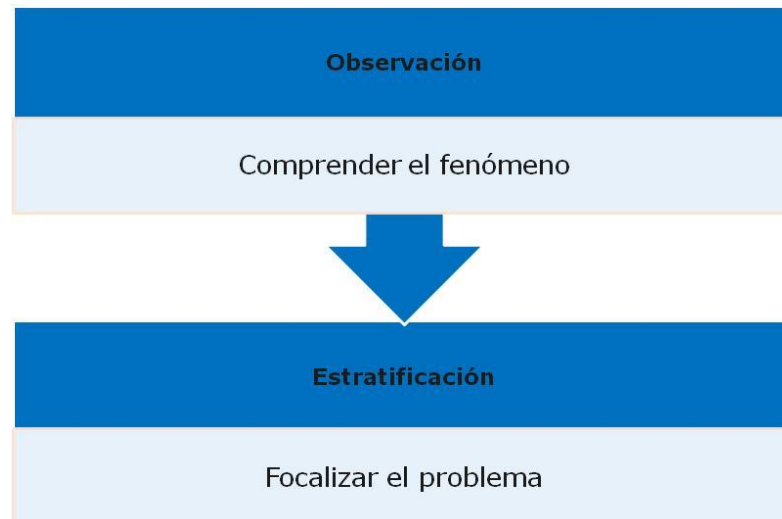 Observación
Comprender el fenómeno
Estratificación
Focalizar el problema